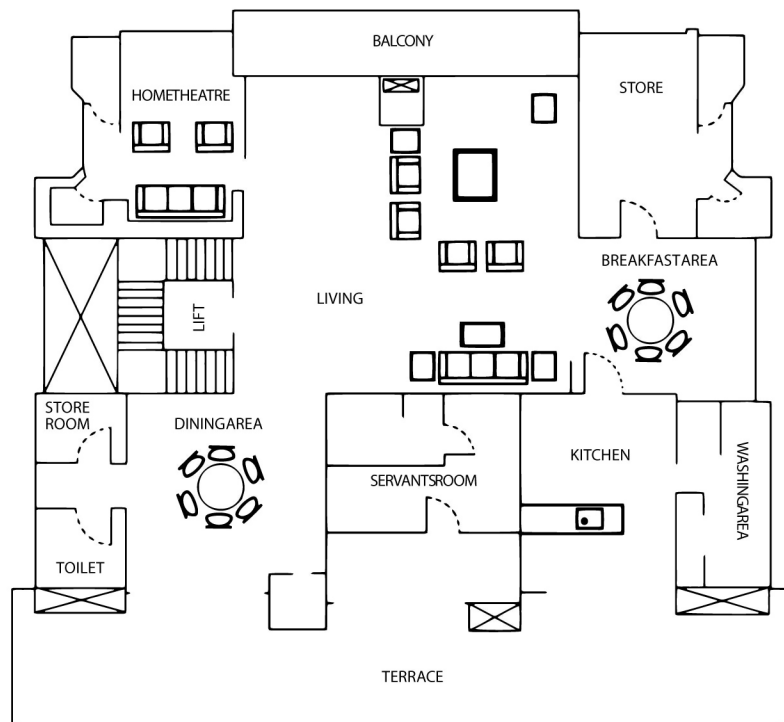 BALCONY
HOMETHEATRE
STORE
BREAKFASTAREA
LIVING
LIFT
STORE
ROOM
DININGAREA
KITCHEN
SERVANTSROOM
WASHINGAREA
TOILET
TERRACE